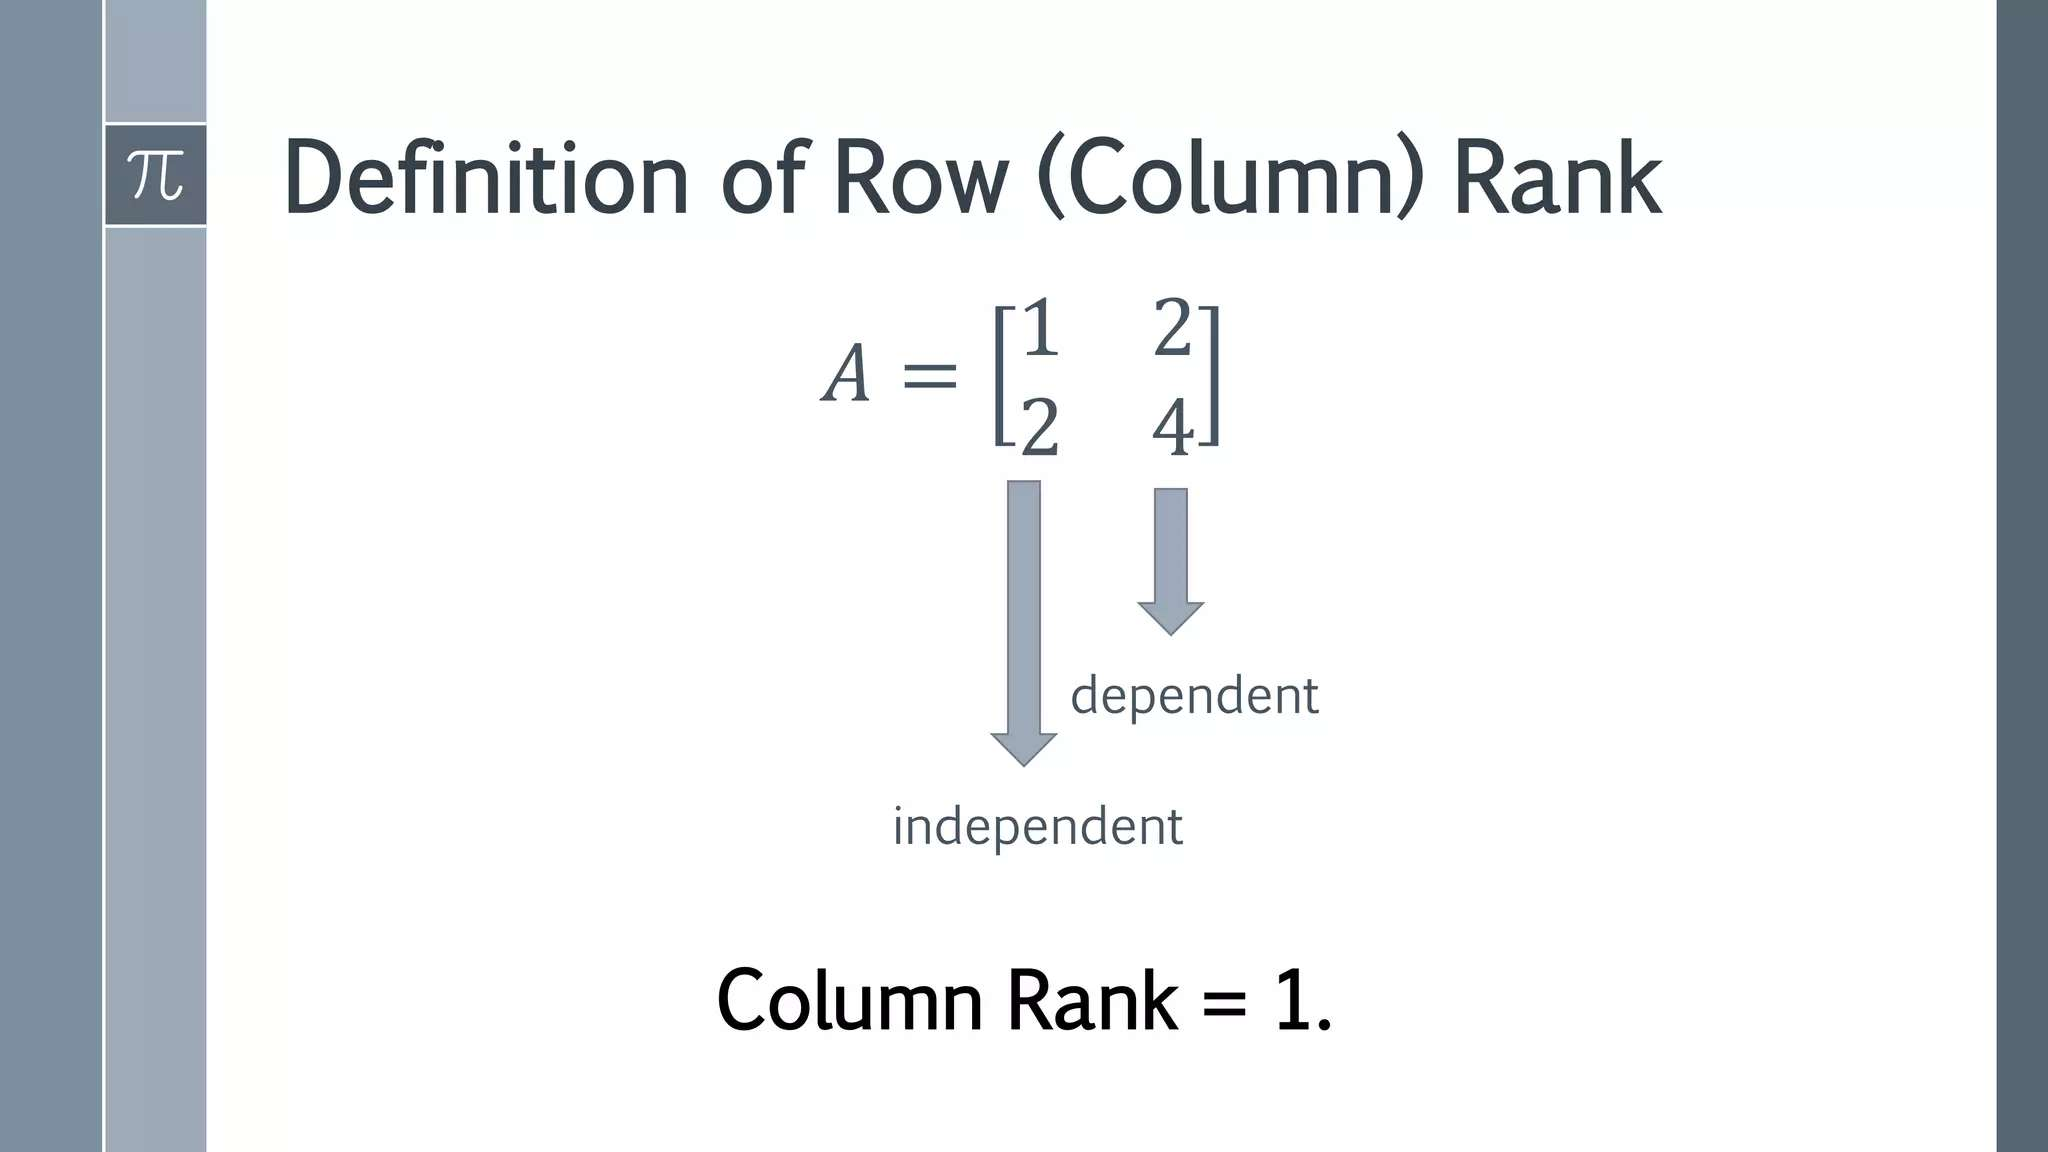 π
Definition of Row (Column) Rank
A = [1 2
2 4]
dependent
independent
Column Rank = 1.